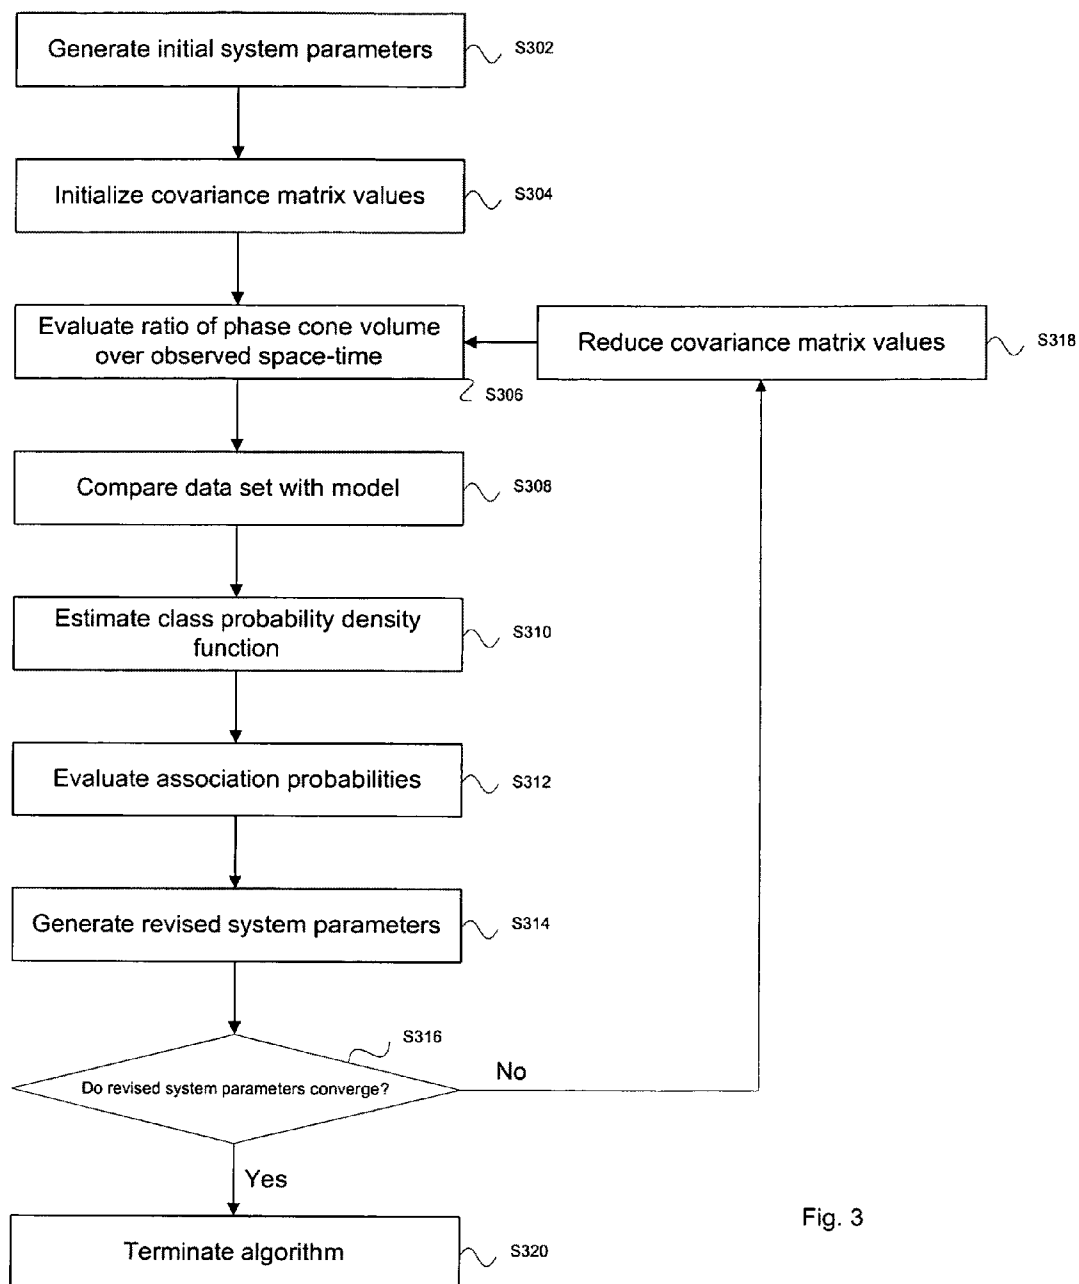 Generate initial system parameters
S302
Initialize covariance matrix values
S304
Evaluate ratio of phase cone volume
over observed space-time
S306
Reduce covariance matrix values
S318
Compare data set with model
S308
Estimate class probability density
function
S310
Evaluate association probabilities
S312
Generate revised system parameters
S314
S316
Do revised system parameters converge?
No
Yes
Terminate algorithm
S320
Fig. 3